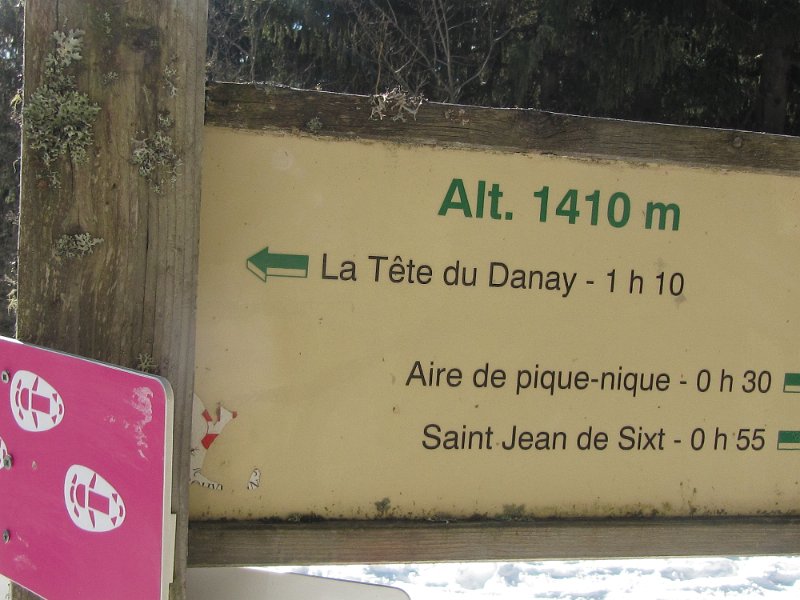 Alt. 1410 m
La Tête du Danay - 1 h 10
Aire de pique-nique - 0 h 30
Saint Jean de Sixt - 0 h 55